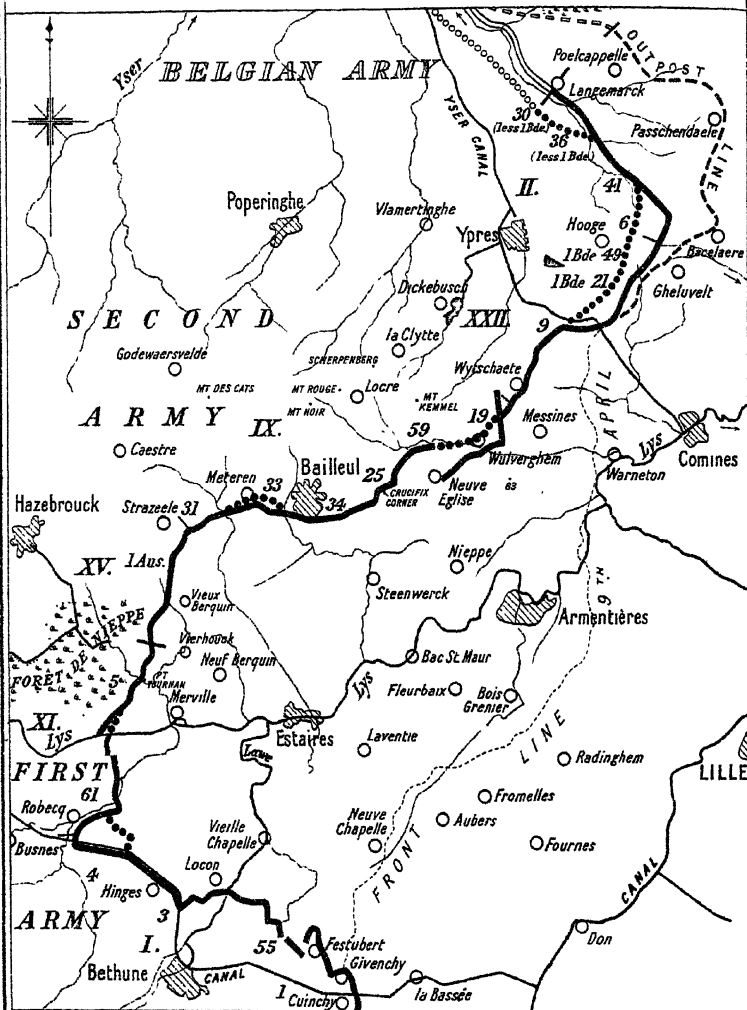 Yser
BELGIAN ARMY
OUT
POST
LINE
Poelcappelle
Langemarck
30
(less 1 Bde.)
36
(less 1 Bde.)
Passchendaele
YSER CANAL
II.
41
6
Poperinghe
Vlamertinghe
Ypres
Hooge
1 Bde 49
1 Bde 21
Becelaere
Gheluvelt
Dickebusch
SECOND
XXII.
9
la Clytte
Godewaersvelde
SCHERPENBERG
Wytschaete
MT DES CATS
MT ROUGE
Locre
MT
KEMMEL
MT NOIR
ARMY
IX.
19
Messines
APRIL
Lys
Comines
59
Caestre
Wulverghem
Warneton
Bailleul
25
Meteren
33
CRUCIFIX
CORNER
Neuve
Eglise
63
34
Hazebrouck
Strazeele
31
Nieppe
XV.
1 Aus.
Steenwerck
9TH
Vieux
Berquin
Armentières
FORÊT DE NIEPPE
Vierhouck
Neuf Berquin
Bac St. Maur
5
PT
TOURNAN
Merville
Lys
Fleurbaix
Bois
Grenier
XI.
Lys
Estaires
Laventie
LINE
Lawe
Radinghem
FIRST
LILLE
61
Robecq
Vieille
Chapelle
Neuve
Chapelle
Fromelles
Aubers
Busnes
Fournes
FRONT
4
Hinges
Locon
CANAL
ARMY
3
I.
55
Festubert
Don
Givenchy
Bethune
CANAL
1
Cuinchy
la Bassée